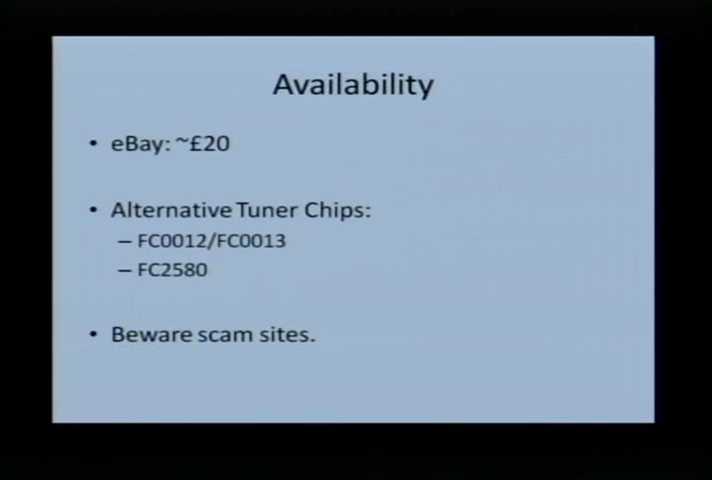 Availability
• eBay: ~£20
• Alternative Tuner Chips:
– FC0012/FC0013
– FC2580
• Beware scam sites.